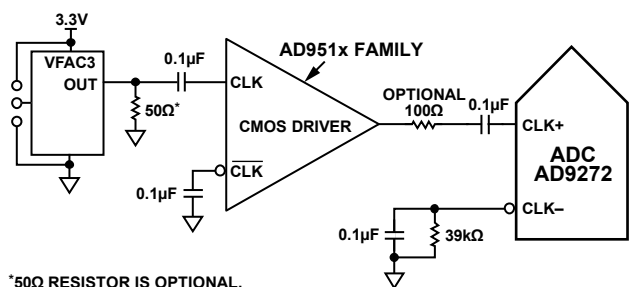 3.3V
VFAC3
OUT
50Ω*
0.1µF
AD951x FAMILY
CLK
CMOS DRIVER
CLK
0.1µF
OPTIONAL
100Ω
0.1µF
CLK+
ADC
AD9272
CLK–
0.1µF
39kΩ
*50Ω RESISTOR IS OPTIONAL.